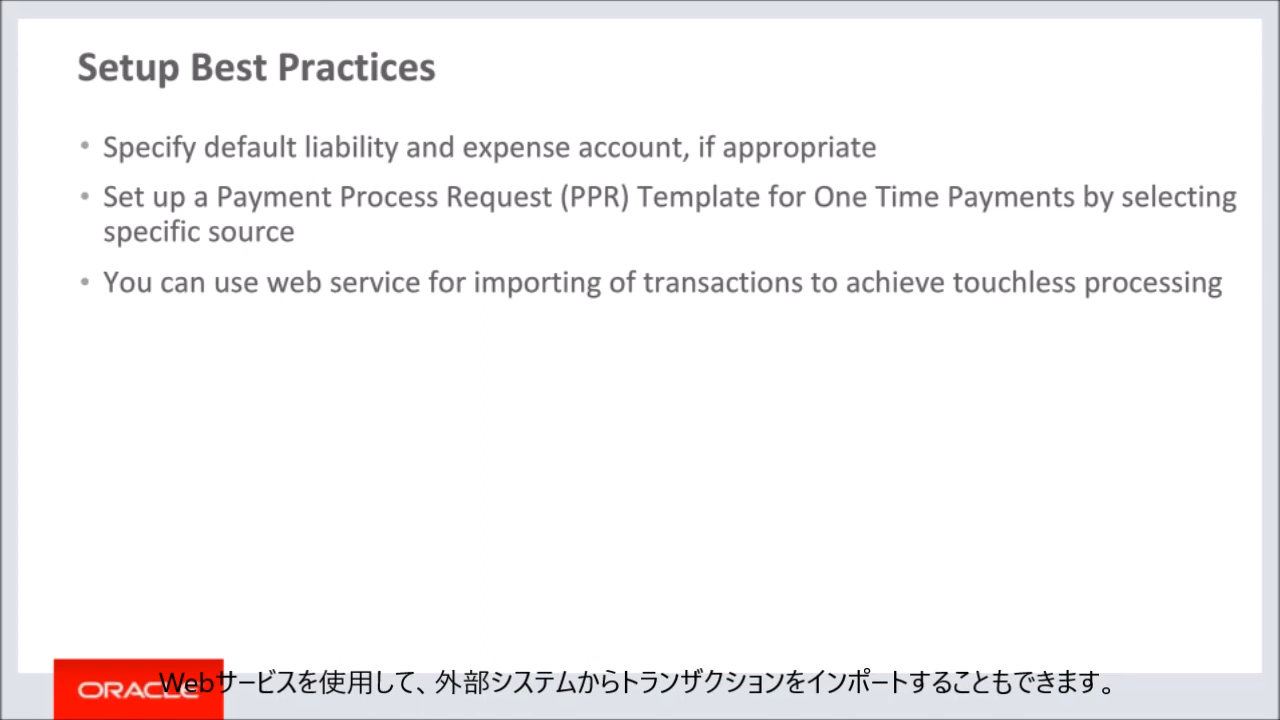 Setup Best Practices
• Specify default liability and expense account, if appropriate
• Set up a Payment Process Request (PPR) Template for One Time Payments by selecting
specific source
• You can use web service for importing of transactions to achieve touchless processing
ORACLE
Webサービスを使用して、外部システムからトランザクションをインポートすることもできます。